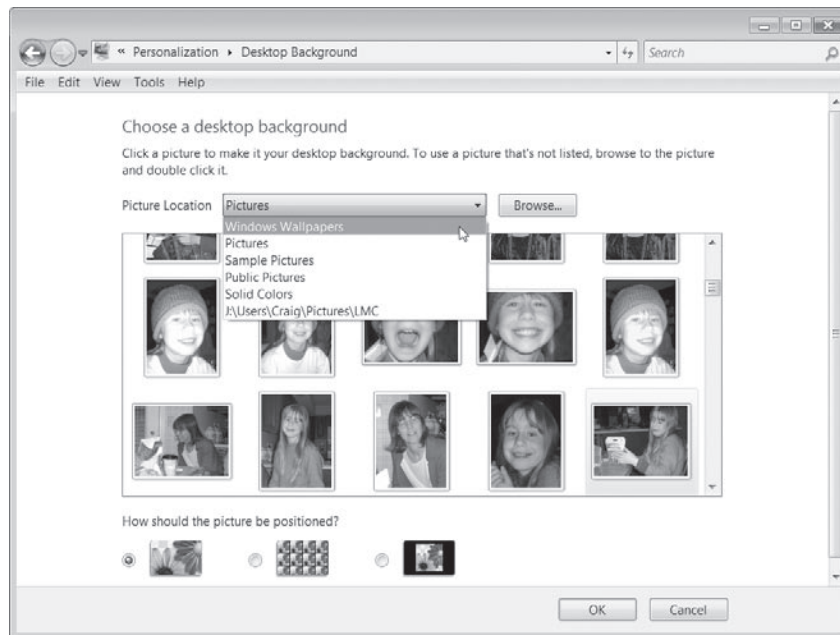 « Personalization ▸ Desktop Background
Search
File Edit View Tools Help
Choose a desktop background
Click a picture to make it your desktop background. To use a picture that's not listed, browse to the picture
and double click it.
Picture Location Pictures Browse...
Windows Wallpapers
Pictures
Sample Pictures
Public Pictures
Solid Colors
J:\Users\Craig\Pictures\LMC
How should the picture be positioned?
OK Cancel